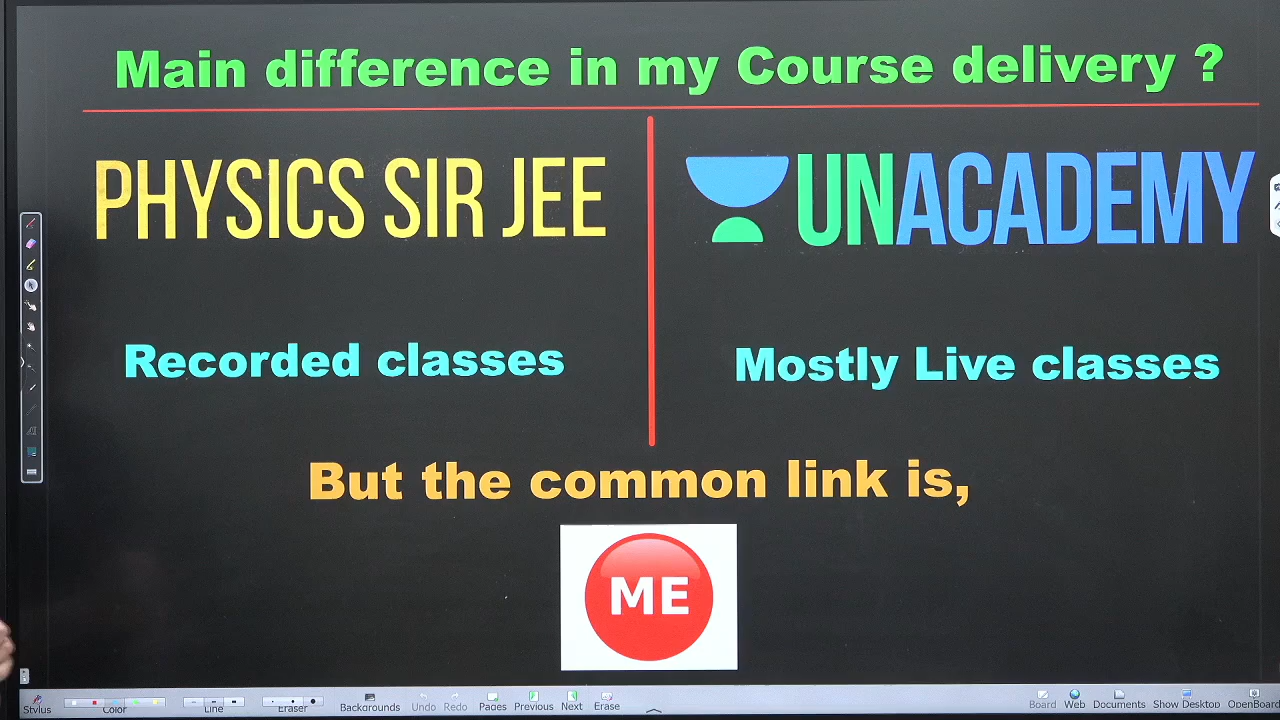 Main difference in my Course delivery ?
PHYSICS SIR JEE
UNACADEMY
Recorded classes
Mostly Live classes
But the common link is,
ME
Stylus Color Line Eraser Backgrounds Undo Redo Pages Previous Next Erase Board Web Documents Show Desktop OpenBoard